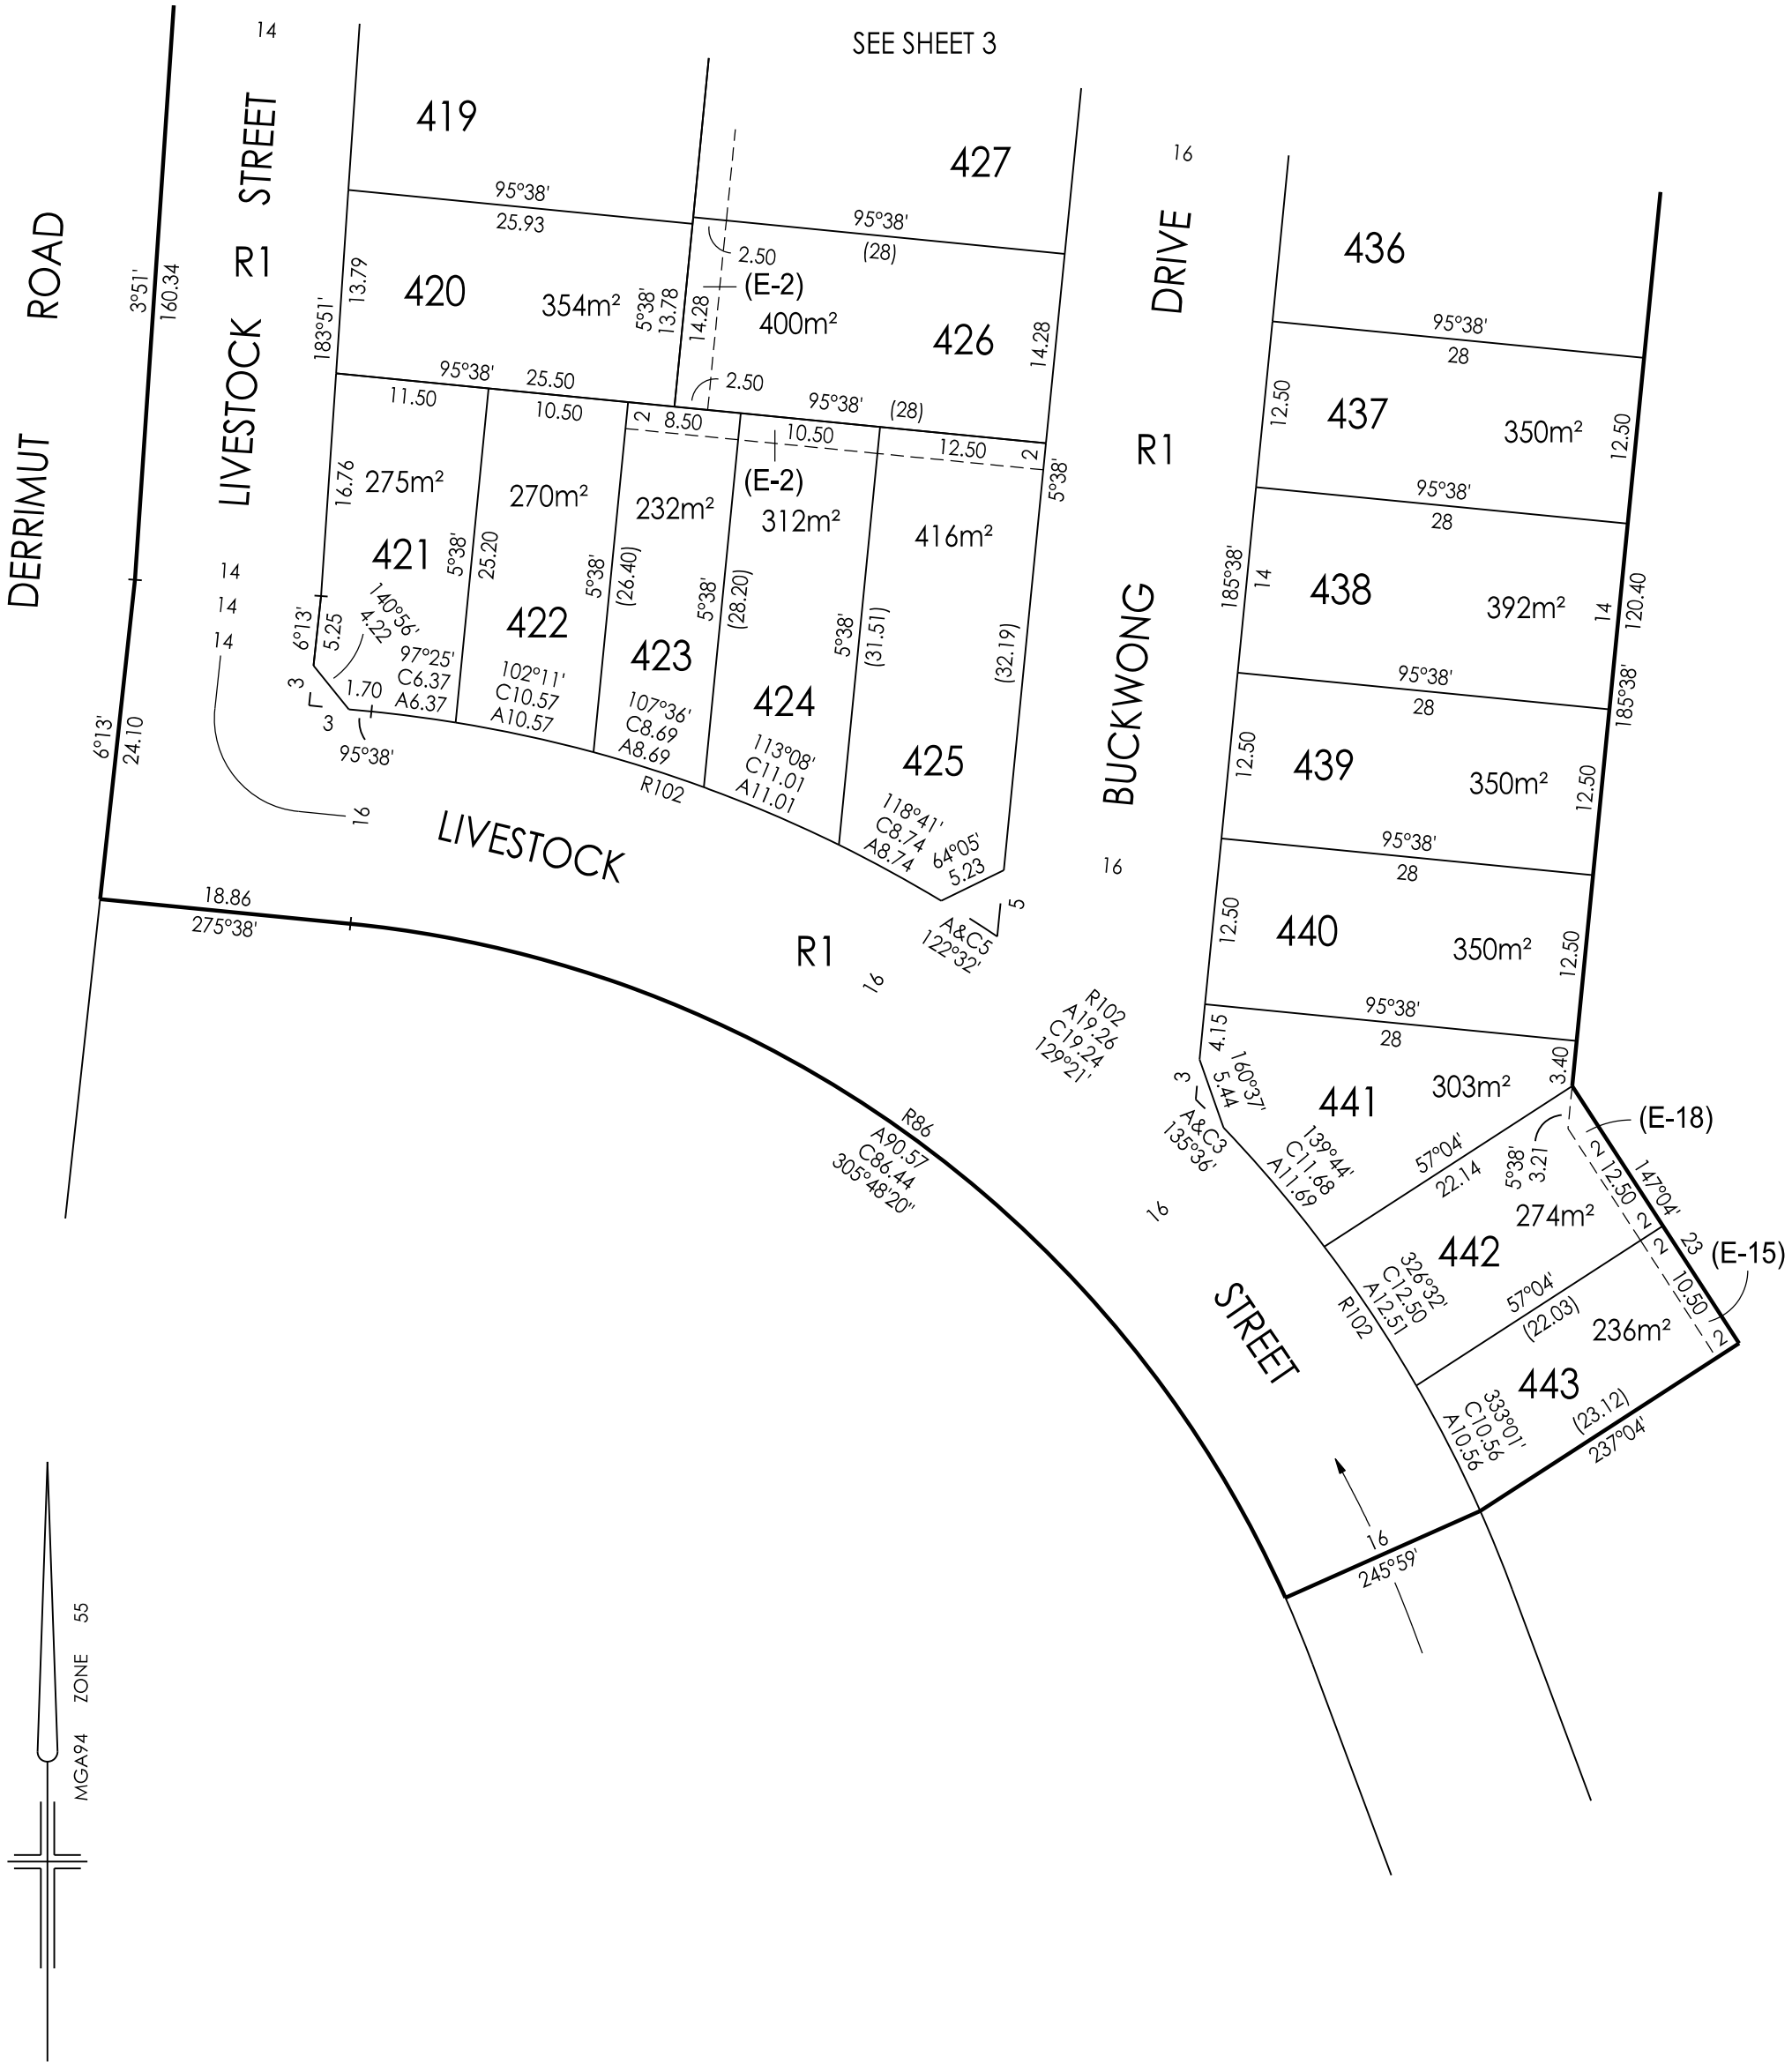 SEE SHEET 3
DERRIMUT ROAD
3°51'
160.34
6°13'
24.10
LIVESTOCK R1 STREET
14
14
14
14
16
419
95°38'
25.93
427
95°38'
(28)
420
354m²
13.79
183°51'
5°38'
13.78
14.28
2.50
(E-2)
400m²
426
14.28
2.50
95°38'
25.50
95°38'
(28)
11.50
10.50
2
8.50
10.50
12.50
2
(E-2)
5°38'
16.76
275m²
421
5°38'
25.20
270m²
422
5°38'
(26.40)
232m²
423
5°38'
(28.20)
312m²
424
5°38'
(31.51)
416m²
425
(32.19)
6°13'
5.25
140°56'
4.22
3
3
1.70
95°38'
97°25'
C6.37
A6.37
102°11'
C10.57
A10.57
107°36'
C8.69
A8.69
R102
113°08'
C11.01
A11.01
118°41'
C8.74
A8.74
64°05'
5.23
5
A&C5
122°32'
LIVESTOCK
R1
STREET
16
16
18.86
275°38'
R86
A90.57
C86.44
305°48'20"
R102
A19.26
C19.24
129°21'
BUCKWONG R1 DRIVE
16
16
436
95°38'
28
437
350m²
12.50
12.50
95°38'
28
438
392m²
185°38'
14
14
120.40
185°38'
95°38'
28
439
350m²
12.50
12.50
95°38'
28
440
350m²
12.50
12.50
95°38'
28
4.15
3.40
441
303m²
160°37'
5.44
3
A&C3
135°36'
139°44'
C11.68
A11.69
57°04'
22.14
5°38'
3.21
(E-18)
2
12.50
2
147°04'
23
274m²
442
326°32'
C12.50
A12.51
R102
57°04'
(22.03)
2
10.50
2
(E-15)
236m²
443
333°01'
C10.56
A10.56
(23.12)
237°04'
16
245°59'
MGA94 ZONE 55